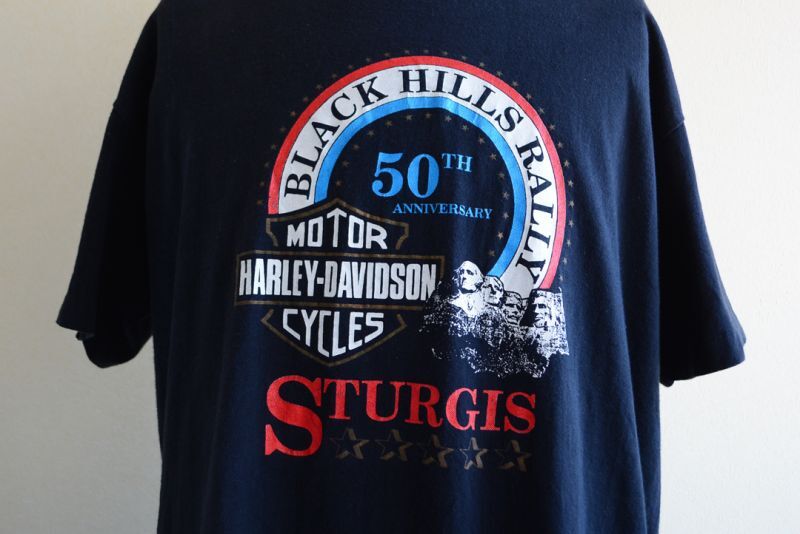 BLACK HILLS RALLY
50TH
ANNIVERSARY
MOTOR
HARLEY-DAVIDSON
CYCLES
STURGIS